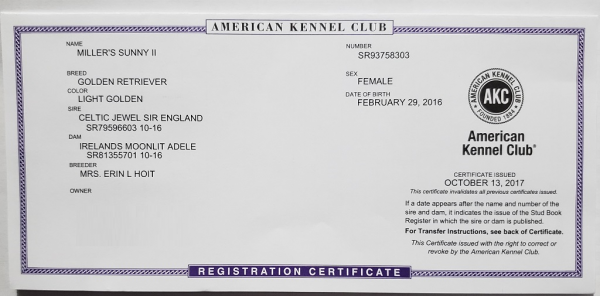 AMERICAN KENNEL CLUB
NAME
MILLER'S SUNNY II
NUMBER
SR93758303
BREED
GOLDEN RETRIEVER
SEX
FEMALE
COLOR
LIGHT GOLDEN
DATE OF BIRTH
FEBRUARY 29, 2016
SIRE
CELTIC JEWEL SIR ENGLAND
SR79596603 10-16
DAM
IRELANDS MOONLIT ADELE
SR81355701 10-16
BREEDER
MRS. ERIN L HOIT
OWNER
AMERICAN KENNEL CLUB
AKC
FOUNDED 1884
American
Kennel Club®
CERTIFICATE ISSUED
OCTOBER 13, 2017
This certificate invalidates all previous certificates issued.
If a date appears after the name and number of the
sire and dam, it indicates the issue of the Stud Book
Register in which the sire or dam is published.
For Transfer Instructions, see back of Certificate.
This Certificate issued with the right to correct or
revoke by the American Kennel Club.
REGISTRATION CERTIFICATE